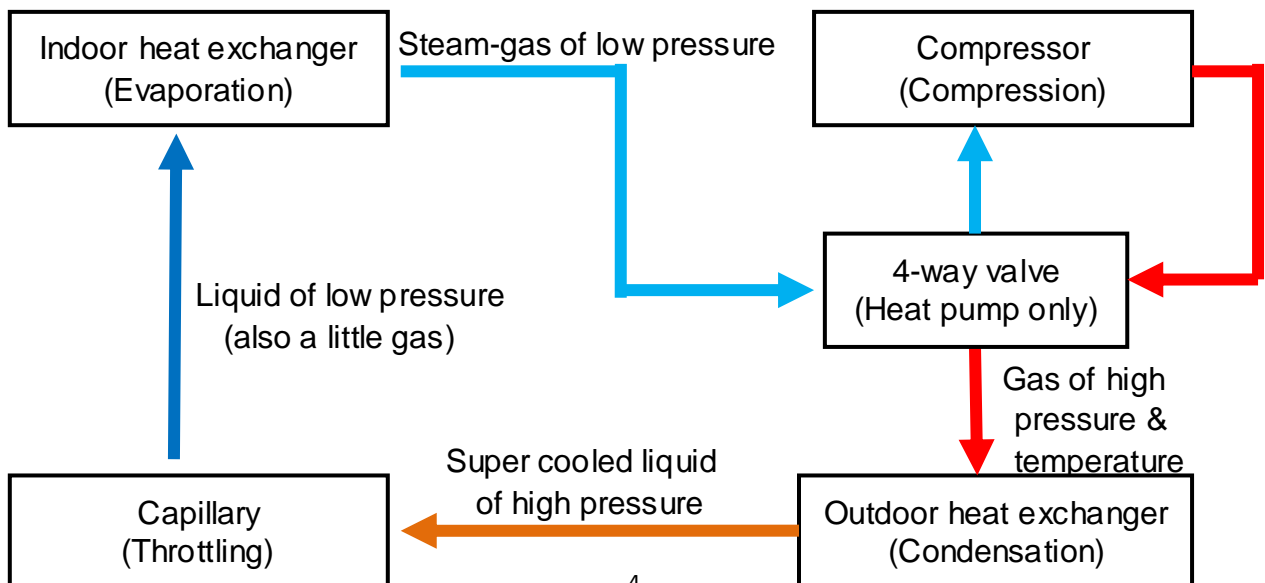 Indoor heat exchanger
(Evaporation)
Steam-gas of low pressure
Compressor
(Compression)
4-way valve
(Heat pump only)
Liquid of low pressure
(also a little gas)
Gas of high
pressure &
temperature
Super cooled liquid
of high pressure
Capillary
(Throttling)
Outdoor heat exchanger
(Condensation)
4